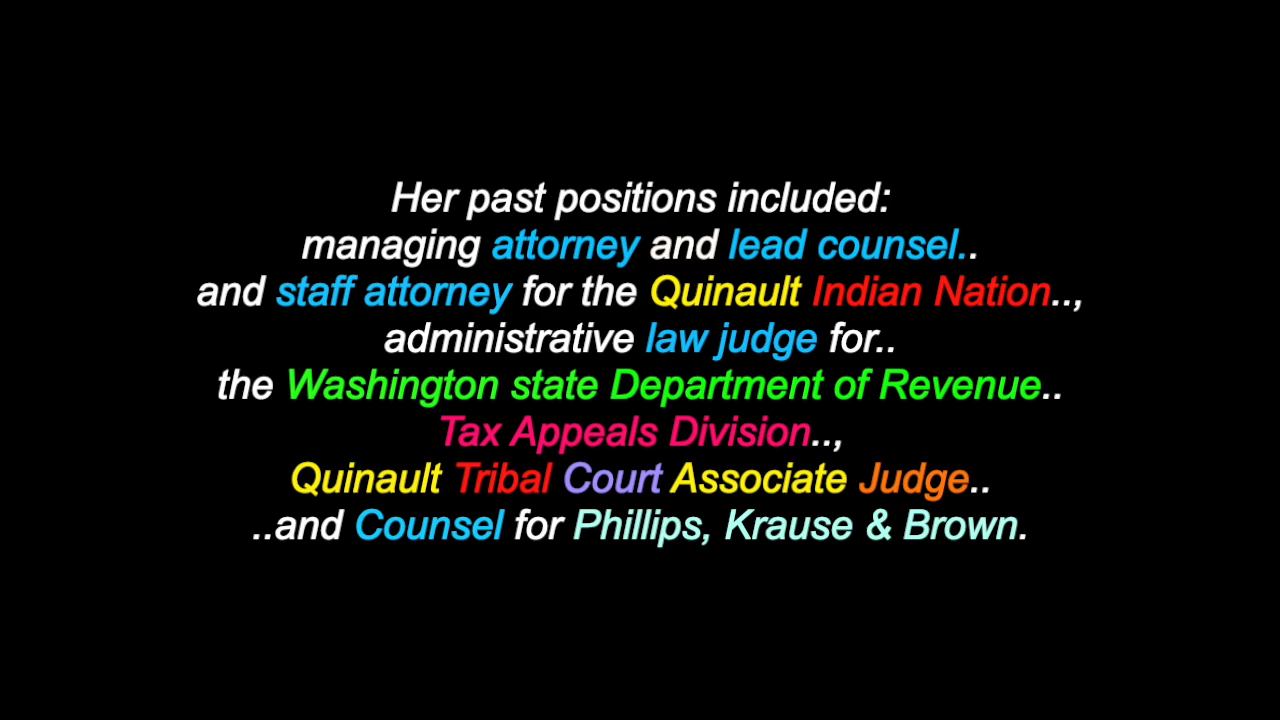 Her past positions included:
managing attorney and lead counsel..
and staff attorney for the Quinault Indian Nation..,
administrative law judge for..
the Washington state Department of Revenue..
Tax Appeals Division..,
Quinault Tribal Court Associate Judge..
..and Counsel for Phillips, Krause & Brown.